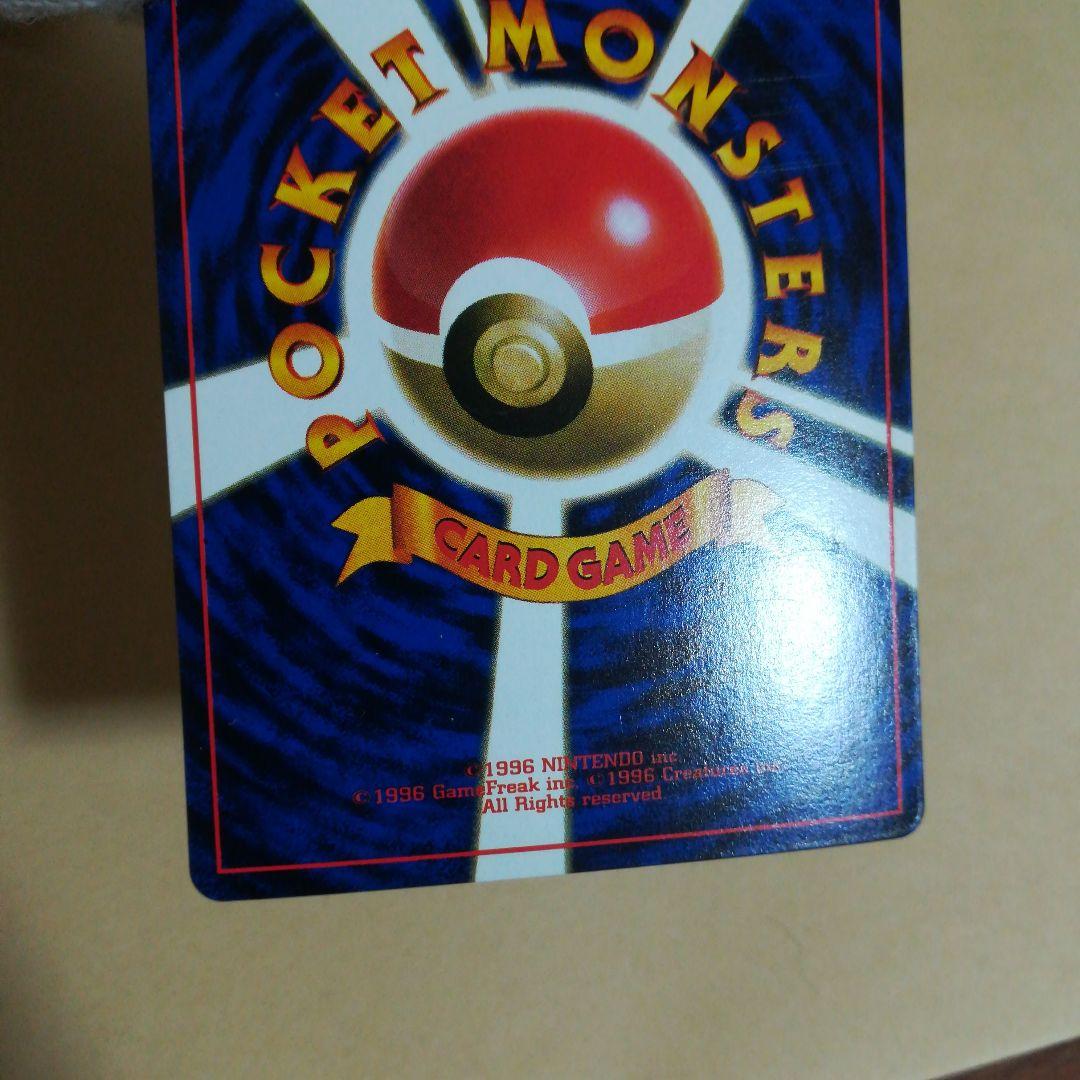 POCKET MONSTERS
CARD GAME
©1996 NINTENDO inc.
©1996 GameFreak inc. ©1996 Creatures inc.
All Rights reserved.